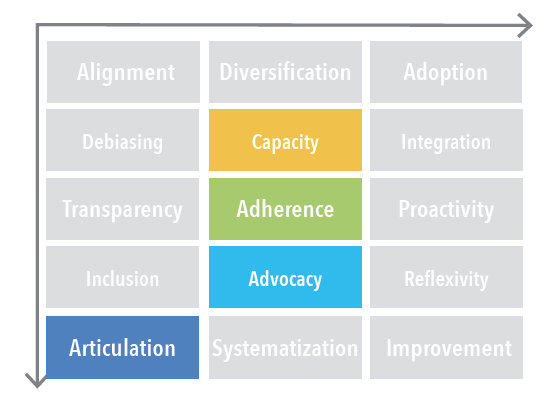 Alignment Diversification Adoption
Debiasing Capacity Integration
Transparency Adherence Proactivity
Inclusion Advocacy Reflexivity
Articulation Systematization Improvement